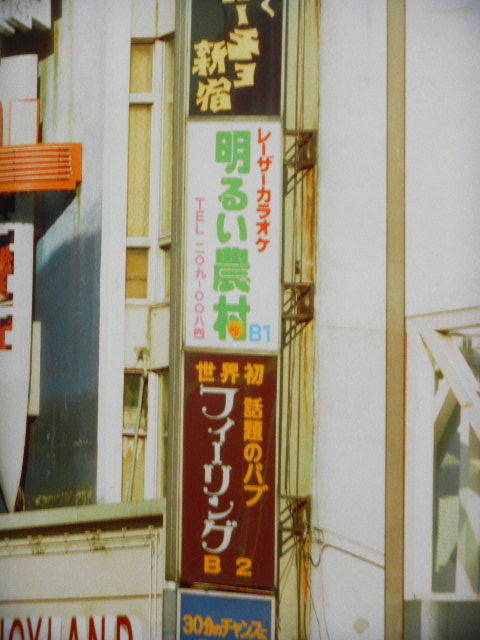 新宿
レーザーカラオケ
明るい農村
TEL 二〇九-〇〇八四
B1
世界初
話題のパブ
フィーリング
B2
30分のチャンスに
JOYLAND